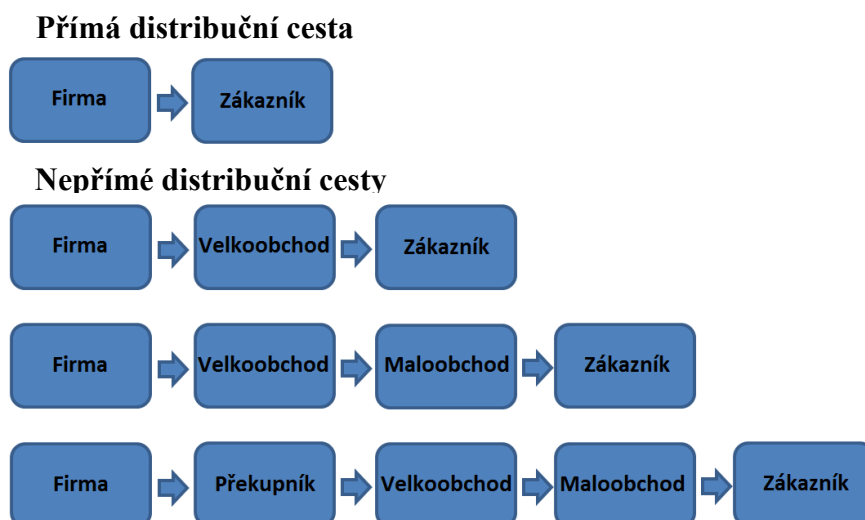 Přímá distribuční cesta
Firma Zákazník
Nepřímé distribuční cesty
Firma Velkoobchod Zákazník
Firma Velkoobchod Maloobchod Zákazník
Firma Překupník Velkoobchod Maloobchod Zákazník